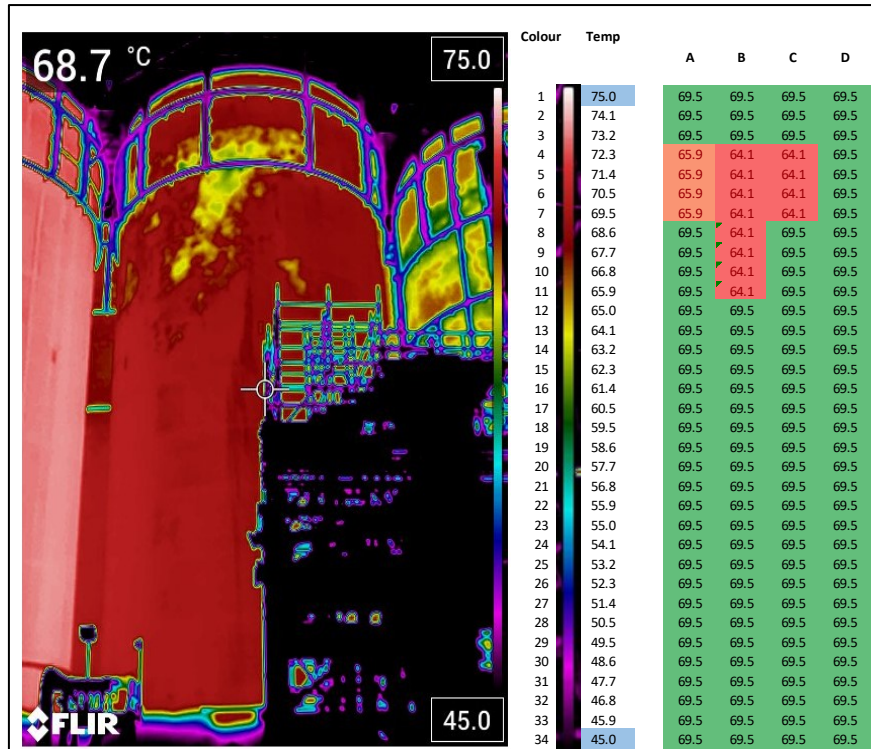 68.7 °C
75.0
45.0
FLIR
Colour Temp
A B C D
1 75.0 69.5 69.5 69.5 69.5
2 74.1 69.5 69.5 69.5 69.5
3 73.2 69.5 69.5 69.5 69.5
4 72.3 65.9 64.1 64.1 69.5
5 71.4 65.9 64.1 64.1 69.5
6 70.5 65.9 64.1 64.1 69.5
7 69.5 65.9 64.1 64.1 69.5
8 68.6 69.5 64.1 69.5 69.5
9 67.7 69.5 64.1 69.5 69.5
10 66.8 69.5 64.1 69.5 69.5
11 65.9 69.5 64.1 69.5 69.5
12 65.0 69.5 69.5 69.5 69.5
13 64.1 69.5 69.5 69.5 69.5
14 63.2 69.5 69.5 69.5 69.5
15 62.3 69.5 69.5 69.5 69.5
16 61.4 69.5 69.5 69.5 69.5
17 60.5 69.5 69.5 69.5 69.5
18 59.5 69.5 69.5 69.5 69.5
19 58.6 69.5 69.5 69.5 69.5
20 57.7 69.5 69.5 69.5 69.5
21 56.8 69.5 69.5 69.5 69.5
22 55.9 69.5 69.5 69.5 69.5
23 55.0 69.5 69.5 69.5 69.5
24 54.1 69.5 69.5 69.5 69.5
25 53.2 69.5 69.5 69.5 69.5
26 52.3 69.5 69.5 69.5 69.5
27 51.4 69.5 69.5 69.5 69.5
28 50.5 69.5 69.5 69.5 69.5
29 49.5 69.5 69.5 69.5 69.5
30 48.6 69.5 69.5 69.5 69.5
31 47.7 69.5 69.5 69.5 69.5
32 46.8 69.5 69.5 69.5 69.5
33 45.9 69.5 69.5 69.5 69.5
34 45.0 69.5 69.5 69.5 69.5